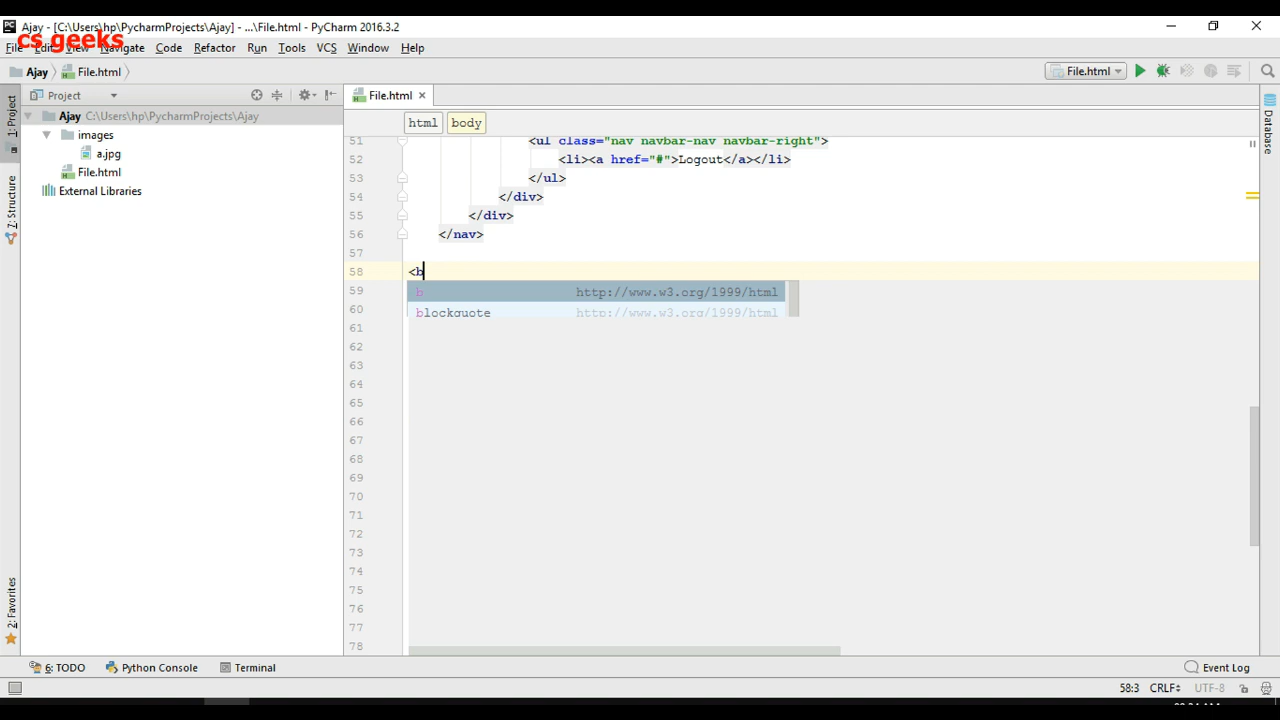 Ajay - [C:\Users\hp\PycharmProjects\Ajay] - ...\File.html - PyCharm 2016.3.2
cs geeks
File Edit View Navigate Code Refactor Run Tools VCS Window Help
Ajay File.html File.html
1: Project
Project
File.html
Database
Ajay C:\Users\hp\PycharmProjects\Ajay
images
a.jpg
File.html
External Libraries
7: Structure
2: Favorites
html body
51 <ul class="nav navbar-nav navbar-right">
52 <li><a href="#">Logout</a></li>
53 </ul>
54 </div>
55 </div>
56 </nav>
57
58 <b
59 b http://www.w3.org/1999/html
60 blockquote http://www.w3.org/1999/html
61
62
63
64
65
66
67
68
69
70
71
72
73
74
75
76
77
78
6: TODO Python Console Terminal Event Log
58:3 CRLF UTF-8